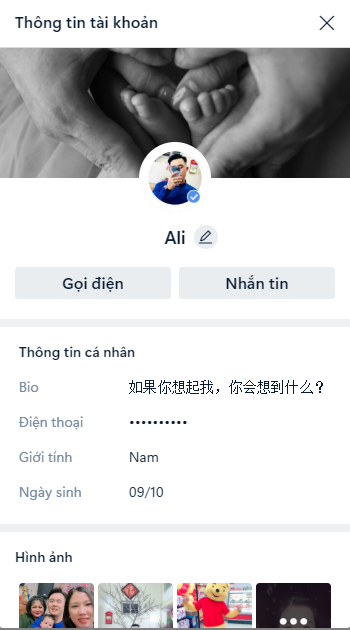 Thông tin tài khoản
Ali
Gọi điện
Nhắn tin
Thông tin cá nhân
Bio
如果你想起我，你会想到什么？
Điện thoại
••••••••••
Giới tính
Nam
Ngày sinh
09/10
Hình ảnh